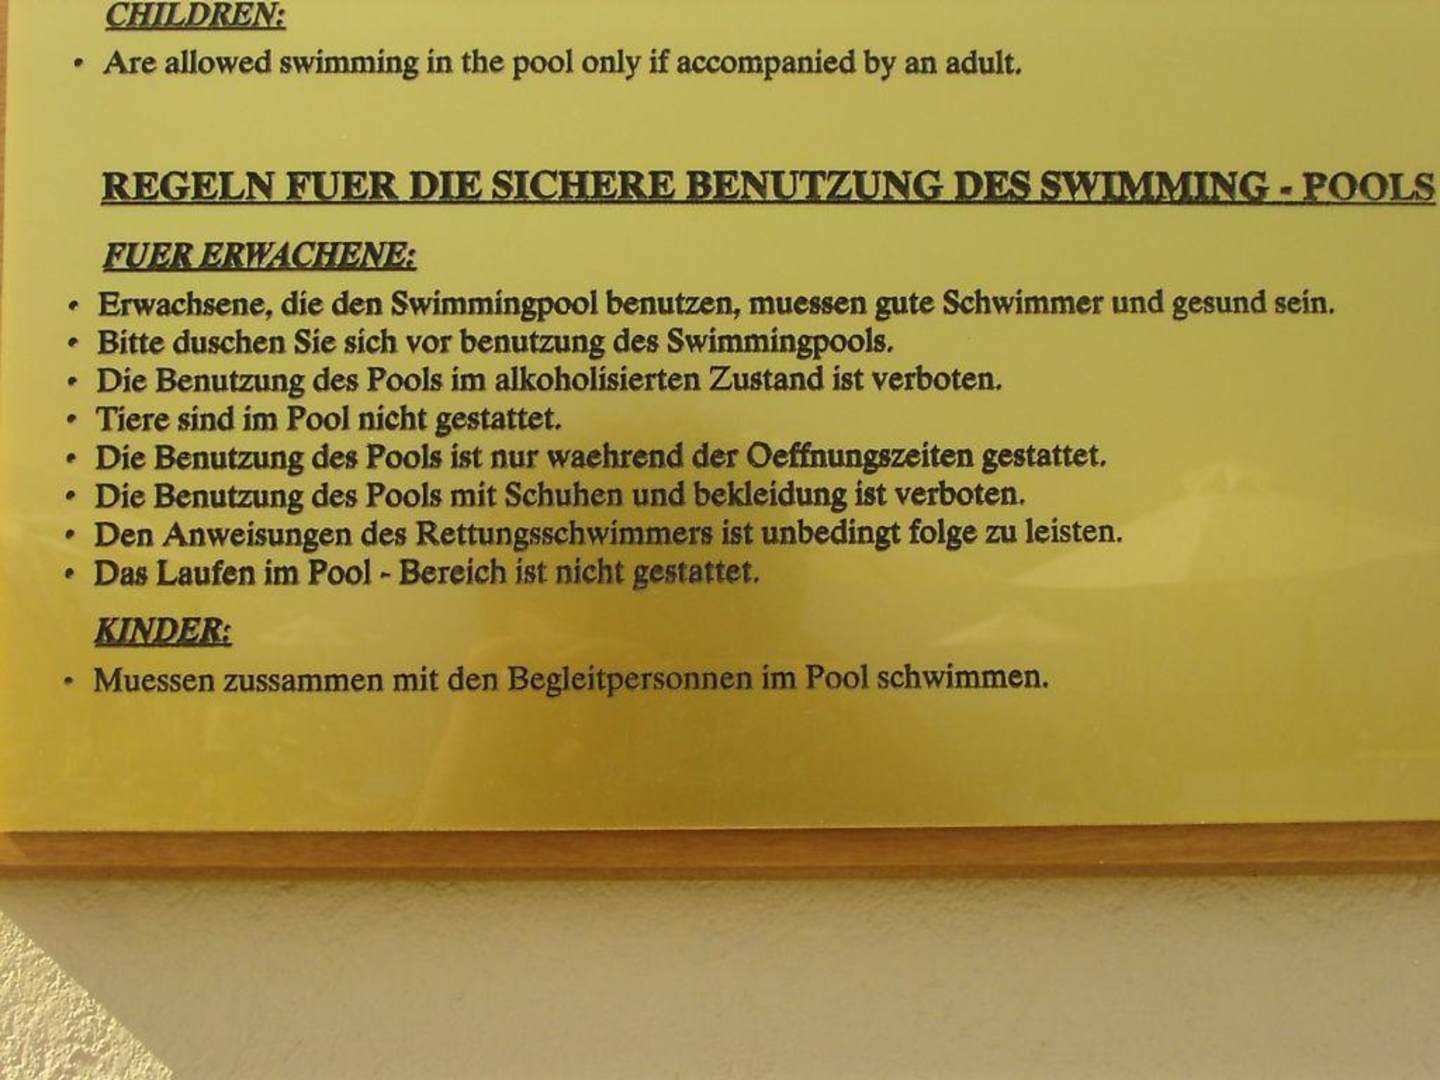 CHILDREN:
• Are allowed swimming in the pool only if accompanied by an adult.
REGELN FUER DIE SICHERE BENUTZUNG DES SWIMMING - POOLS
FUER ERWACHENE:
• Erwachsene, die den Swimmingpool benutzen, muessen gute Schwimmer und gesund sein.
• Bitte duschen Sie sich vor benutzung des Swimmingpools.
• Die Benutzung des Pools im alkoholisierten Zustand ist verboten.
• Tiere sind im Pool nicht gestattet.
• Die Benutzung des Pools ist nur waehrend der Oeffnungszeiten gestattet.
• Die Benutzung des Pools mit Schuhen und bekleidung ist verboten.
• Den Anweisungen des Rettungsschwimmers ist unbedingt folge zu leisten.
• Das Laufen im Pool - Bereich ist nicht gestattet.
KINDER:
• Muessen zussammen mit den Begleitpersonnen im Pool schwimmen.